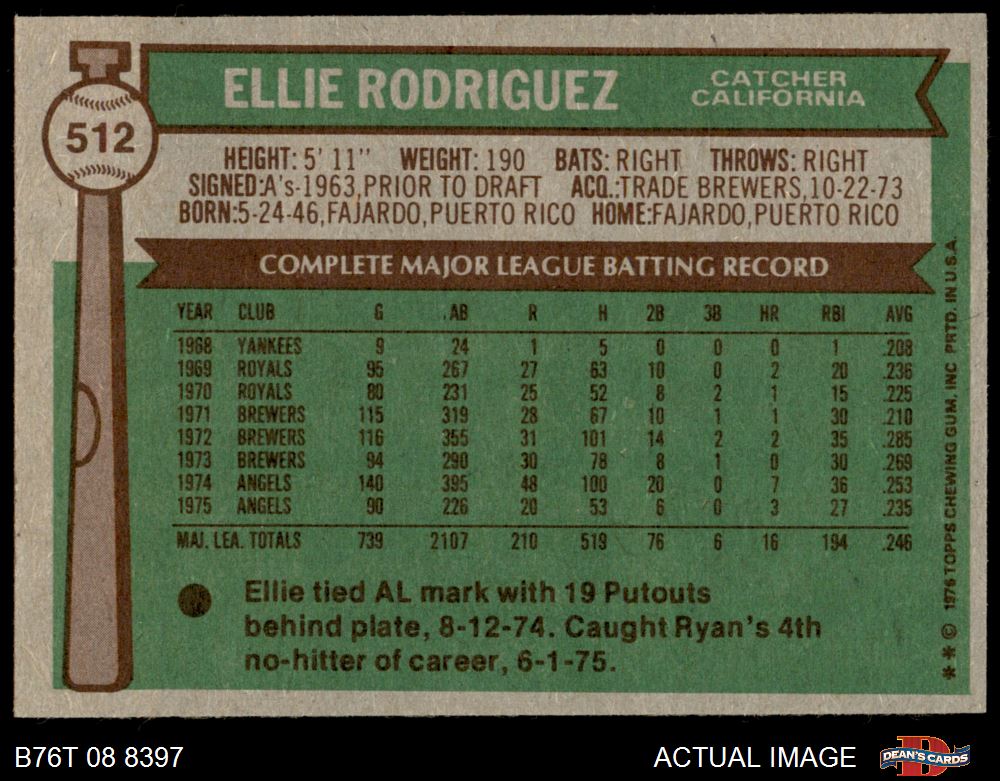 512
ELLIE RODRIGUEZ
CATCHER
CALIFORNIA
HEIGHT: 5' 11" WEIGHT: 190 BATS: RIGHT THROWS: RIGHT
SIGNED:A's-1963,PRIOR TO DRAFT ACQ.:TRADE BREWERS,10-22-73
BORN:5-24-46,FAJARDO,PUERTO RICO HOME:FAJARDO,PUERTO RICO
COMPLETE MAJOR LEAGUE BATTING RECORD
YEAR CLUB G AB R H 2B 3B HR RBI AVG
1968 YANKEES 9 24 1 5 0 0 0 1 .208
1969 ROYALS 95 267 27 63 10 0 2 20 .236
1970 ROYALS 80 231 25 52 8 2 1 15 .225
1971 BREWERS 115 319 28 67 10 1 1 30 .210
1972 BREWERS 116 355 31 101 14 2 2 35 .285
1973 BREWERS 94 290 30 78 8 1 0 30 .269
1974 ANGELS 140 395 48 100 20 0 7 36 .253
1975 ANGELS 90 226 20 53 6 0 3 27 .235
MAJ. LEA. TOTALS 739 2107 210 519 76 6 16 194 .246
Ellie tied AL mark with 19 Putouts
behind plate, 8-12-74. Caught Ryan's 4th
no-hitter of career, 6-1-75.
* * © 1976 TOPPS CHEWING GUM, INC PRTD. IN U.S.A.
B76T 08 8397
ACTUAL IMAGE
DEAN'S CARDS